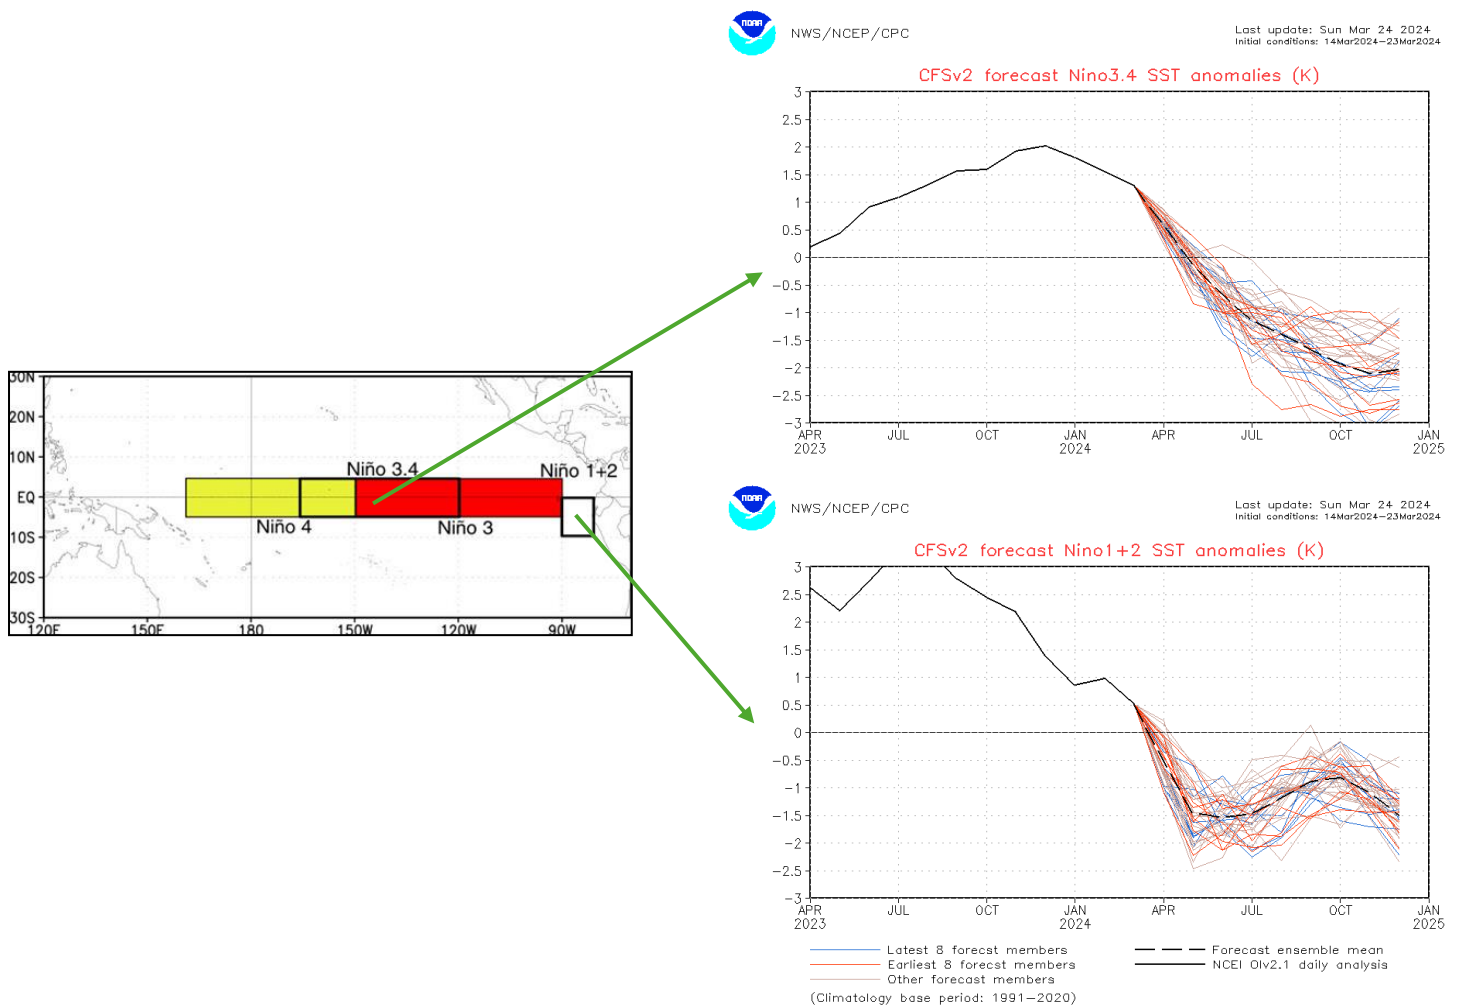 NOAA
NWS/NCEP/CPC
Last update: Sun Mar 24 2024
Initial conditions: 14Mar2024–23Mar2024
CFSv2 forecast Nino3.4 SST anomalies (K)
3
2.5
2
1.5
1
0.5
0
−0.5
−1
−1.5
−2
−2.5
−3
APR JUL OCT JAN APR JUL OCT JAN
2023 2024 2025
30N
20N
10N
EQ
10S
20S
30S
120E 150E 180 150W 120W 90W
Niño 3.4
Niño 1+2
Niño 4
Niño 3
NOAA
NWS/NCEP/CPC
Last update: Sun Mar 24 2024
Initial conditions: 14Mar2024–23Mar2024
CFSv2 forecast Nino1+2 SST anomalies (K)
3
2.5
2
1.5
1
0.5
0
−0.5
−1
−1.5
−2
−2.5
−3
APR JUL OCT JAN APR JUL OCT JAN
2023 2024 2025
Latest 8 forecst members
Earliest 8 forecst members
Other forecast members
Forecast ensemble mean
NCEI OIv2.1 daily analysis
(Climatology base period: 1991–2020)